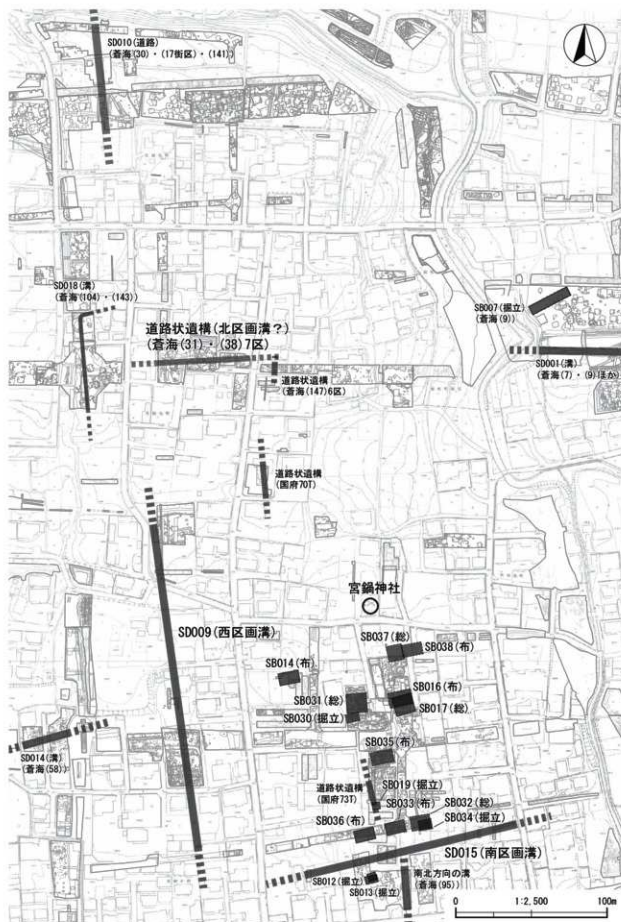 SD010(道路)
(蒼海(30)・(17街区)・(141))
SD018(溝)
(蒼海(104)・(143))
SB007(掘立)
(蒼海(9))
道路状遺構(北区画溝?)
(蒼海(31)・(38)7区)
SD001(溝)
(蒼海(7)・(9)ほか)
道路状遺構
(蒼海(147)6区)
道路状遺構
(国府70T)
宮鍋神社
SD009(西区画溝)
SB037(総)
SB038(布)
SB014(布)
SB016(布)
SB031(総)
SB017(総)
SB030(掘立)
SD014(溝)
(蒼海(58))
SB035(布)
道路状遺構
(国府73T)
SB019(掘立)
SB033(布)
SB032(総)
SB036(布)
SB034(掘立)
SD015(南区画溝)
SB012(掘立)
SB013(掘立)
南北方向の溝
(蒼海(95))
0 1:2,500 100m